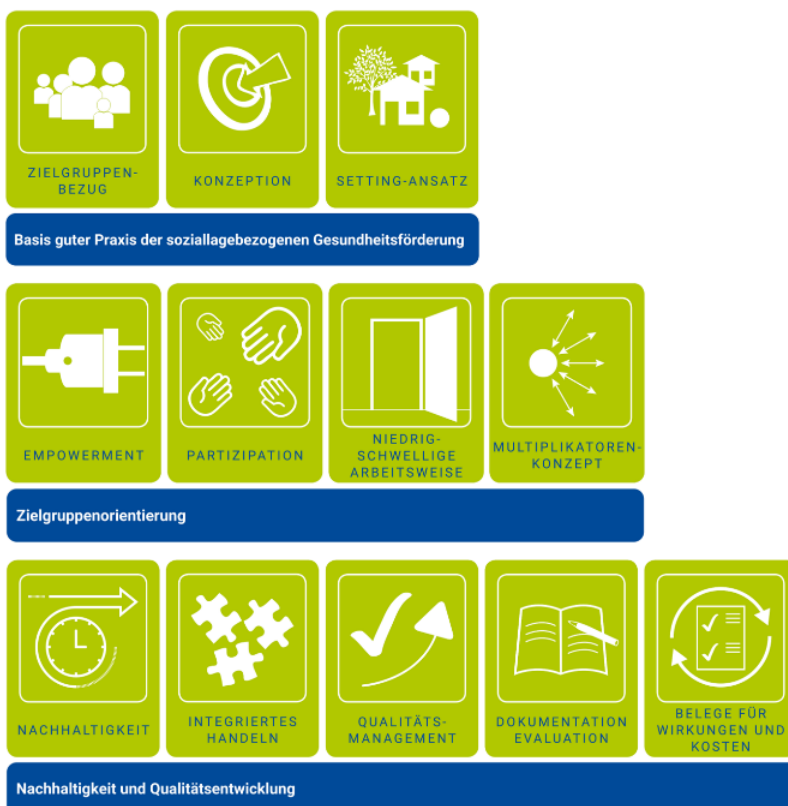 ZIELGRUPPEN-
BEZUG
KONZEPTION
SETTING-ANSATZ
Basis guter Praxis der soziallagebezogenen Gesundheitsförderung
EMPOWERMENT
PARTIZIPATION
NIEDRIG-
SCHWELLIGE
ARBEITSWEISE
MULTIPLIKATOREN-
KONZEPT
Zielgruppenorientierung
NACHHALTIGKEIT
INTEGRIERTES
HANDELN
QUALITÄTS-
MANAGEMENT
DOKUMENTATION
EVALUATION
BELEGE FÜR
WIRKUNGEN UND
KOSTEN
Nachhaltigkeit und Qualitätsentwicklung